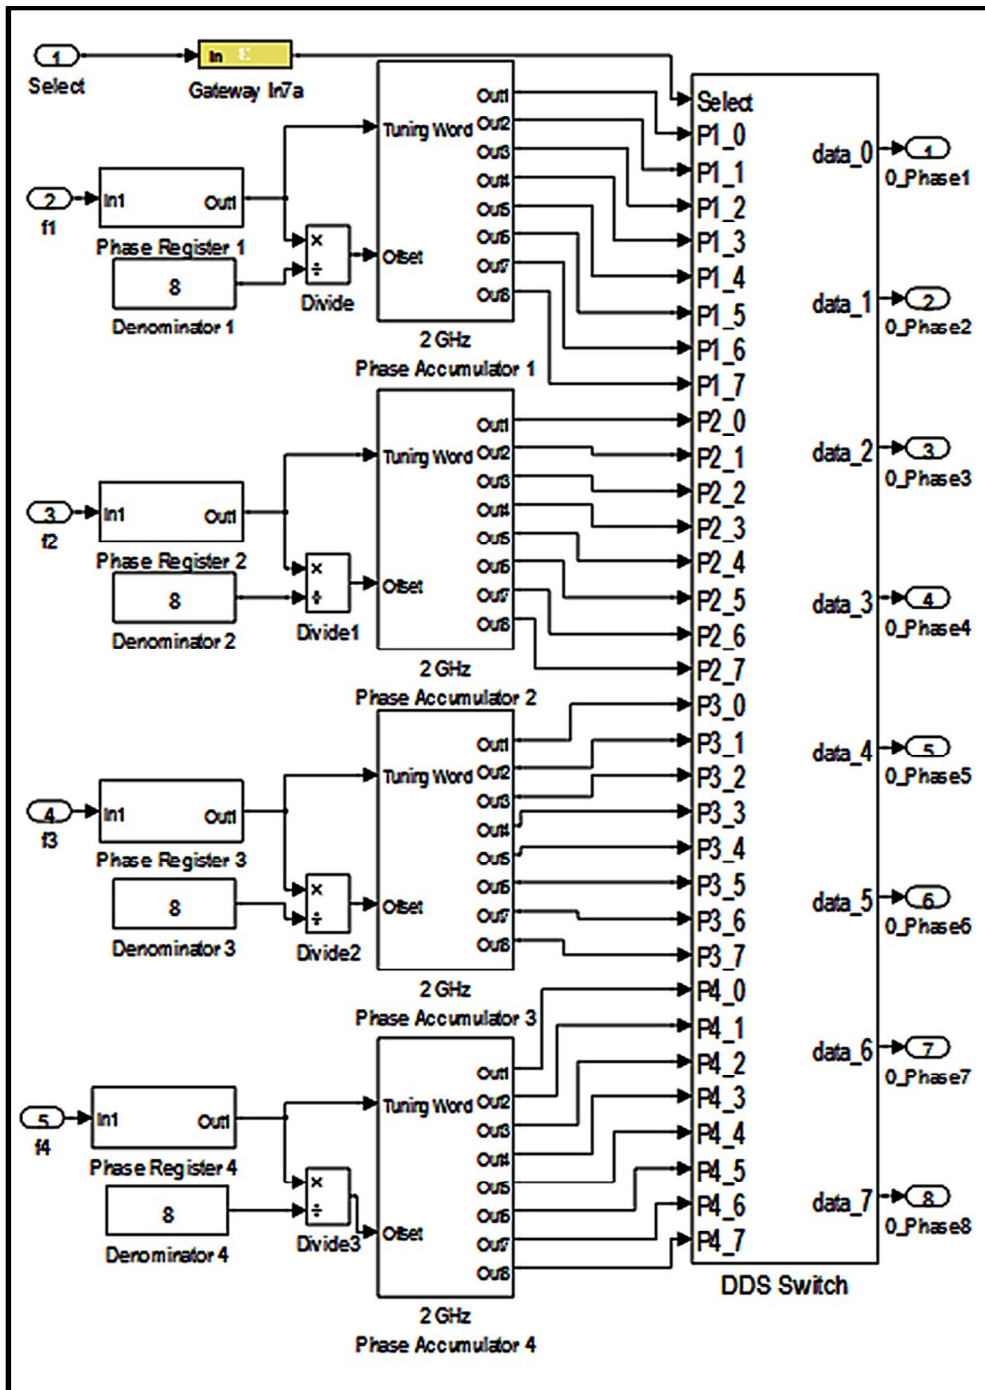 1
Select
In
Gateway In7a
2
f1
In1 Out1
Phase Register 1
8
Denominator 1
×
÷
Divide
Tuning Word
Offset
Out1
Out2
Out3
Out4
Out5
Out6
Out7
Out8
2 GHz
Phase Accumulator 1
3
f2
In1 Out1
Phase Register 2
8
Denominator 2
×
÷
Divide1
Tuning Word
Offset
Out1
Out2
Out3
Out4
Out5
Out6
Out7
Out8
2 GHz
Phase Accumulator 2
4
f3
In1 Out1
Phase Register 3
8
Denominator 3
×
÷
Divide2
Tuning Word
Offset
Out1
Out2
Out3
Out4
Out5
Out6
Out7
Out8
2 GHz
Phase Accumulator 3
5
f4
In1 Out1
Phase Register 4
8
Denominator 4
×
÷
Divide3
Tuning Word
Offset
Out1
Out2
Out3
Out4
Out5
Out6
Out7
Out8
2 GHz
Phase Accumulator 4
Select
P1_0
P1_1
P1_2
P1_3
P1_4
P1_5
P1_6
P1_7
P2_0
P2_1
P2_2
P2_3
P2_4
P2_5
P2_6
P2_7
P3_0
P3_1
P3_2
P3_3
P3_4
P3_5
P3_6
P3_7
P4_0
P4_1
P4_2
P4_3
P4_4
P4_5
P4_6
P4_7
data_0
data_1
data_2
data_3
data_4
data_5
data_6
data_7
DDS Switch
1
0_Phase1
2
0_Phase2
3
0_Phase3
4
0_Phase4
5
0_Phase5
6
0_Phase6
7
0_Phase7
8
0_Phase8